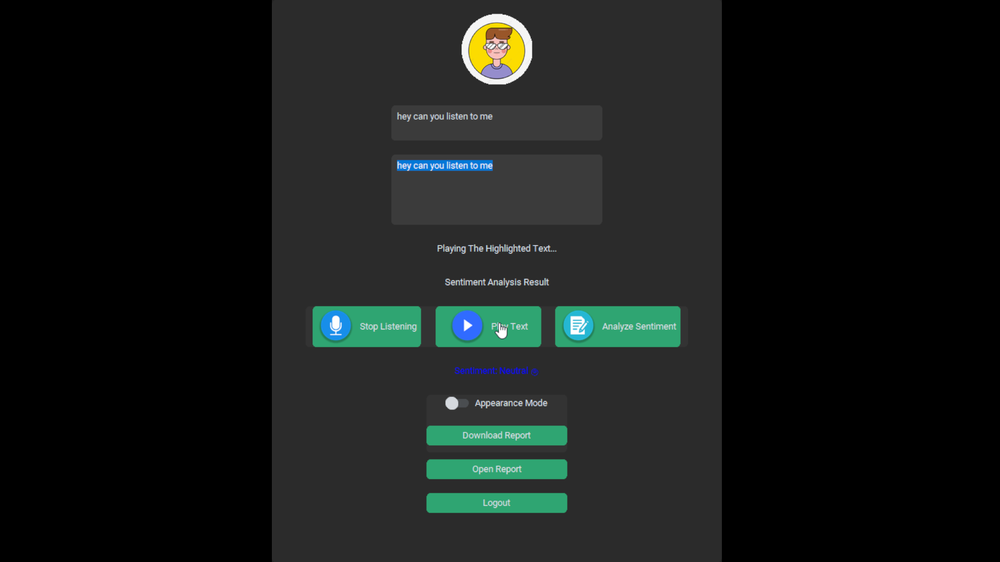 hey can you listen to me
hey can you listen to me
Playing The Highlighted Text...
Sentiment Analysis Result
Stop Listening
Play Text
Analyze Sentiment
Sentiment: Neutral
Appearance Mode
Download Report
Open Report
Logout